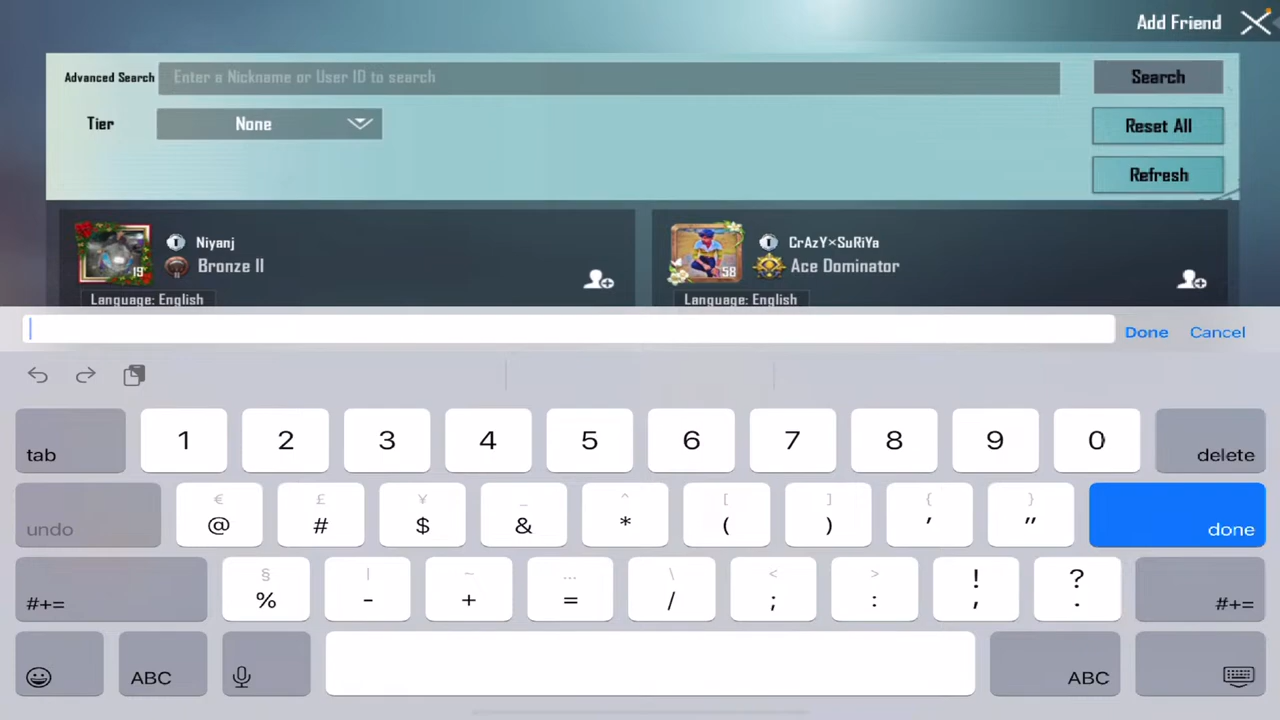 Add Friend
Advanced Search Enter a Nickname or User ID to search Search
Tier None Reset All
Refresh
Niyanj
Bronze II
19
Language: English
CrAzY×SuRiYa
Ace Dominator
58
Language: English
Done Cancel
tab 1 2 3 4 5 6 7 8 9 0 delete
€ £ ¥ _ ^ [ ] { }
undo @ # $ & * ( ) ' " done
§ | ~ … \ < > ! ?
#+= % - + = / ; : , . #+=
ABC ABC